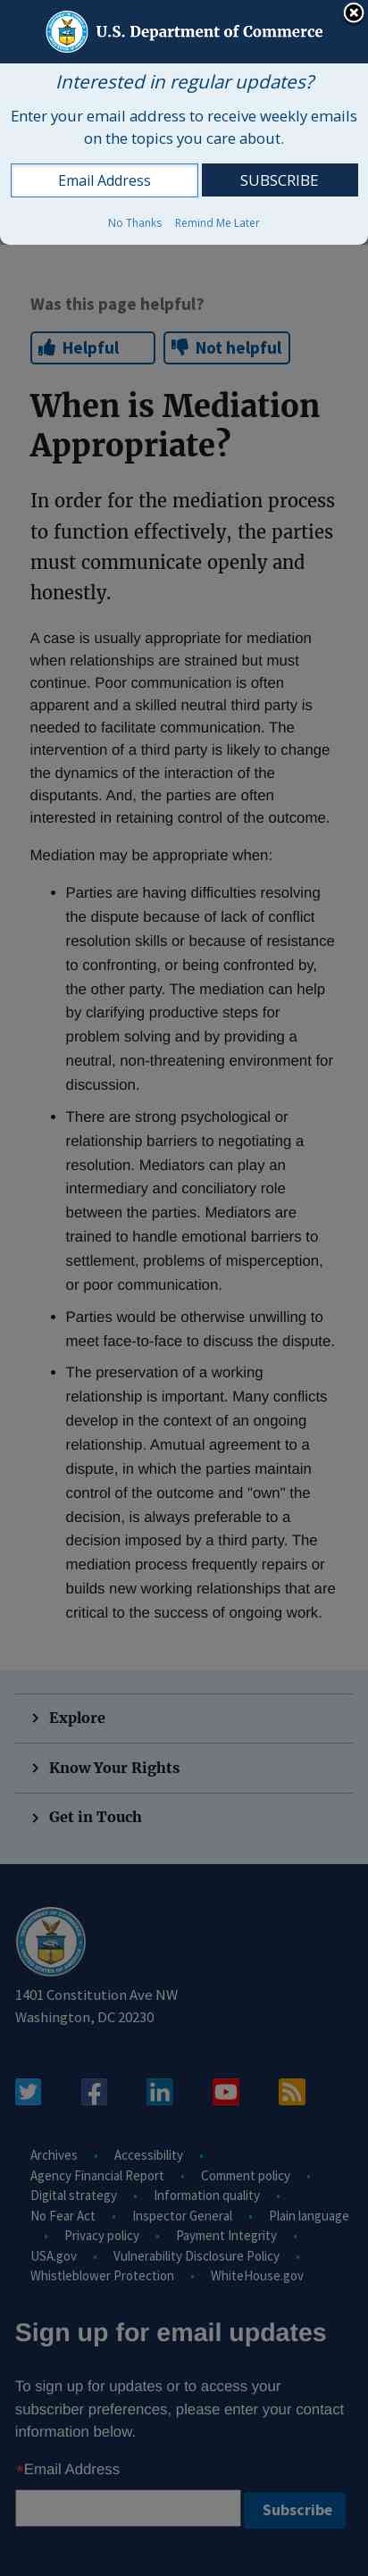 U.S. Department of Commerce
Interested in regular updates?
Enter your email address to receive weekly emails
on the topics you care about.
Email Address
SUBSCRIBE
No Thanks
Remind Me Later
Was this page helpful?
Helpful
Not helpful
When is Mediation
Appropriate?
In order for the mediation process
to function effectively, the parties
must communicate openly and
honestly.
A case is usually appropriate for mediation
when relationships are strained but must
continue. Poor communication is often
apparent and a skilled neutral third party is
needed to facilitate communication. The
intervention of a third party is likely to change
the dynamics of the interaction of the
disputants. And, the parties are often
interested in retaining control of the outcome.
Mediation may be appropriate when:
• Parties are having difficulties resolving
the dispute because of lack of conflict
resolution skills or because of resistance
to confronting, or being confronted by,
the other party. The mediation can help
by clarifying productive steps for
problem solving and by providing a
neutral, non-threatening environment for
discussion.
• There are strong psychological or
relationship barriers to negotiating a
resolution. Mediators can play an
intermediary and conciliatory role
between the parties. Mediators are
trained to handle emotional barriers to
settlement, problems of misperception,
or poor communication.
• Parties would be otherwise unwilling to
meet face-to-face to discuss the dispute.
• The preservation of a working
relationship is important. Many conflicts
develop in the context of an ongoing
relationship. Amutual agreement to a
dispute, in which the parties maintain
control of the outcome and "own" the
decision, is always preferable to a
decision imposed by a third party. The
mediation process frequently repairs or
builds new working relationships that are
critical to the success of ongoing work.
Explore
Know Your Rights
Get in Touch
1401 Constitution Ave NW
Washington, DC 20230
Archives • Accessibility •
Agency Financial Report • Comment policy •
Digital strategy • Information quality •
No Fear Act • Inspector General • Plain language
• Privacy policy • Payment Integrity •
USA.gov • Vulnerability Disclosure Policy •
Whistleblower Protection • WhiteHouse.gov
Sign up for email updates
To sign up for updates or to access your
subscriber preferences, please enter your contact
information below.
*Email Address
Subscribe